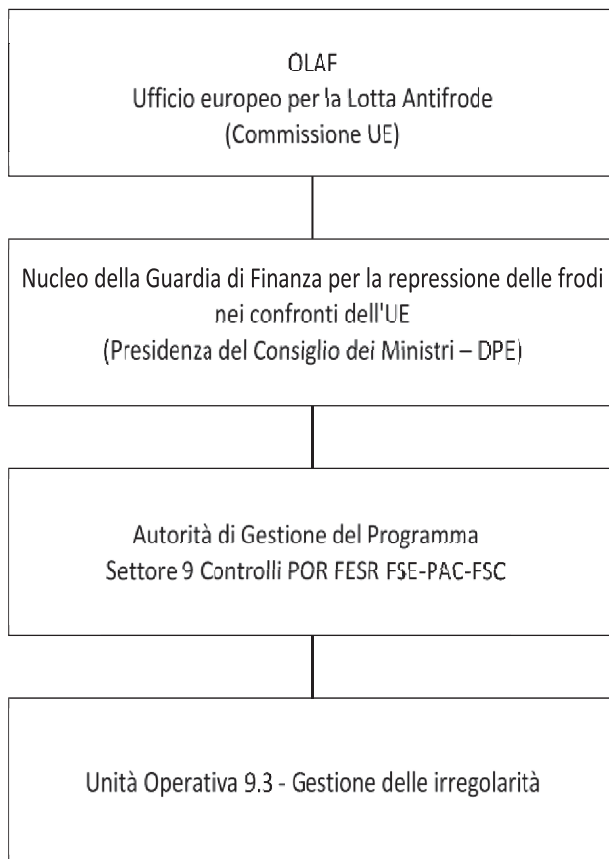 OLAF
Ufficio europeo per la Lotta Antifrode
(Commissione UE)
Nucleo della Guardia di Finanza per la repressione delle frodi
nei confronti dell'UE
(Presidenza del Consiglio dei Ministri – DPE)
Autorità di Gestione del Programma
Settore 9 Controlli POR FESR FSE-PAC-FSC
Unità Operativa 9.3 - Gestione delle irregolarità